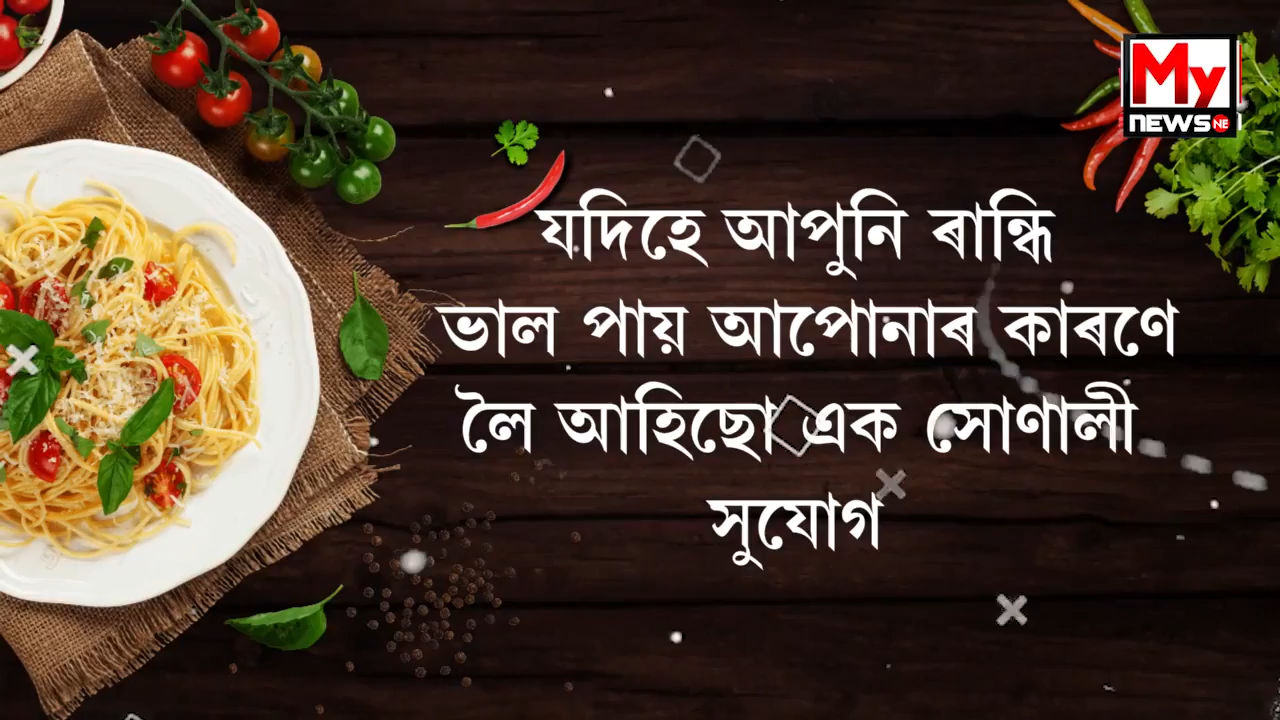 My
NEWS NE
যদিহে আপুনি ৰান্ধি
ভাল পায় আপোনাৰ কাৰণে
লৈ আহিছো এক সোণালী
সুযোগ